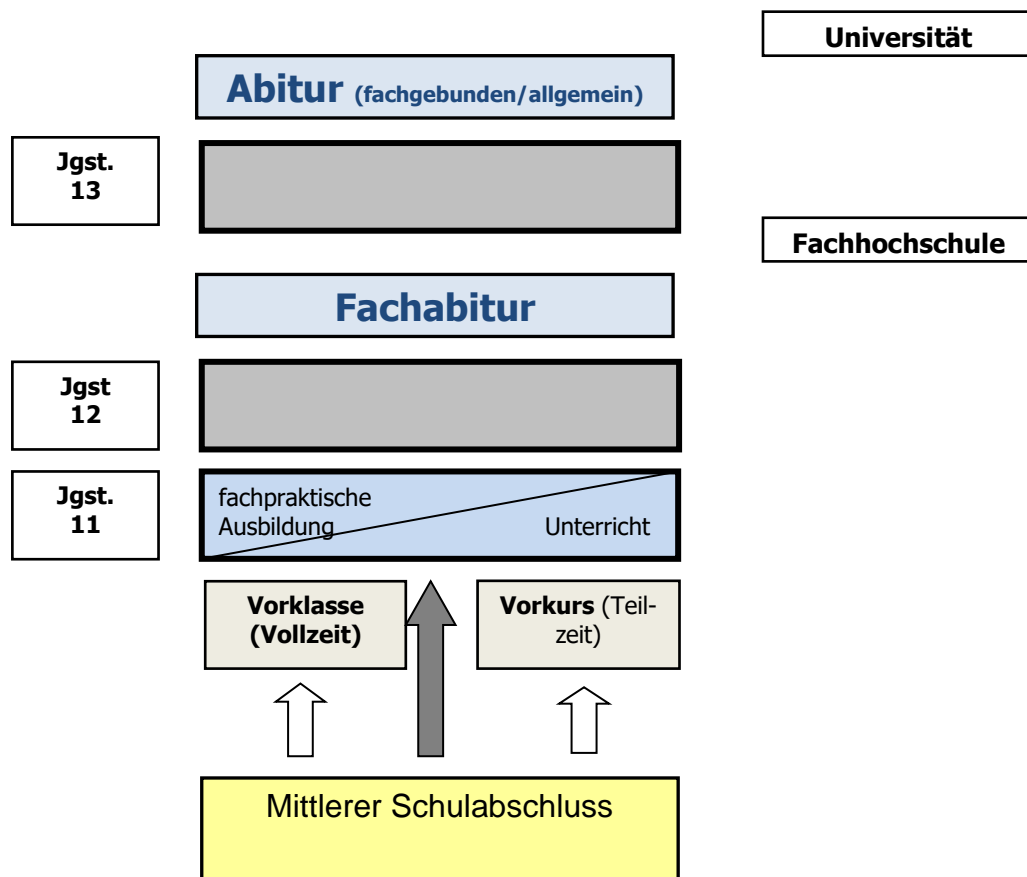 Universität
Abitur (fachgebunden/allgemein)
Jgst.
13
Fachhochschule
Fachabitur
Jgst
12
Jgst.
11
fachpraktische
Ausbildung
Unterricht
Vorklasse
(Vollzeit)
Vorkurs (Teil-
zeit)
Mittlerer Schulabschluss